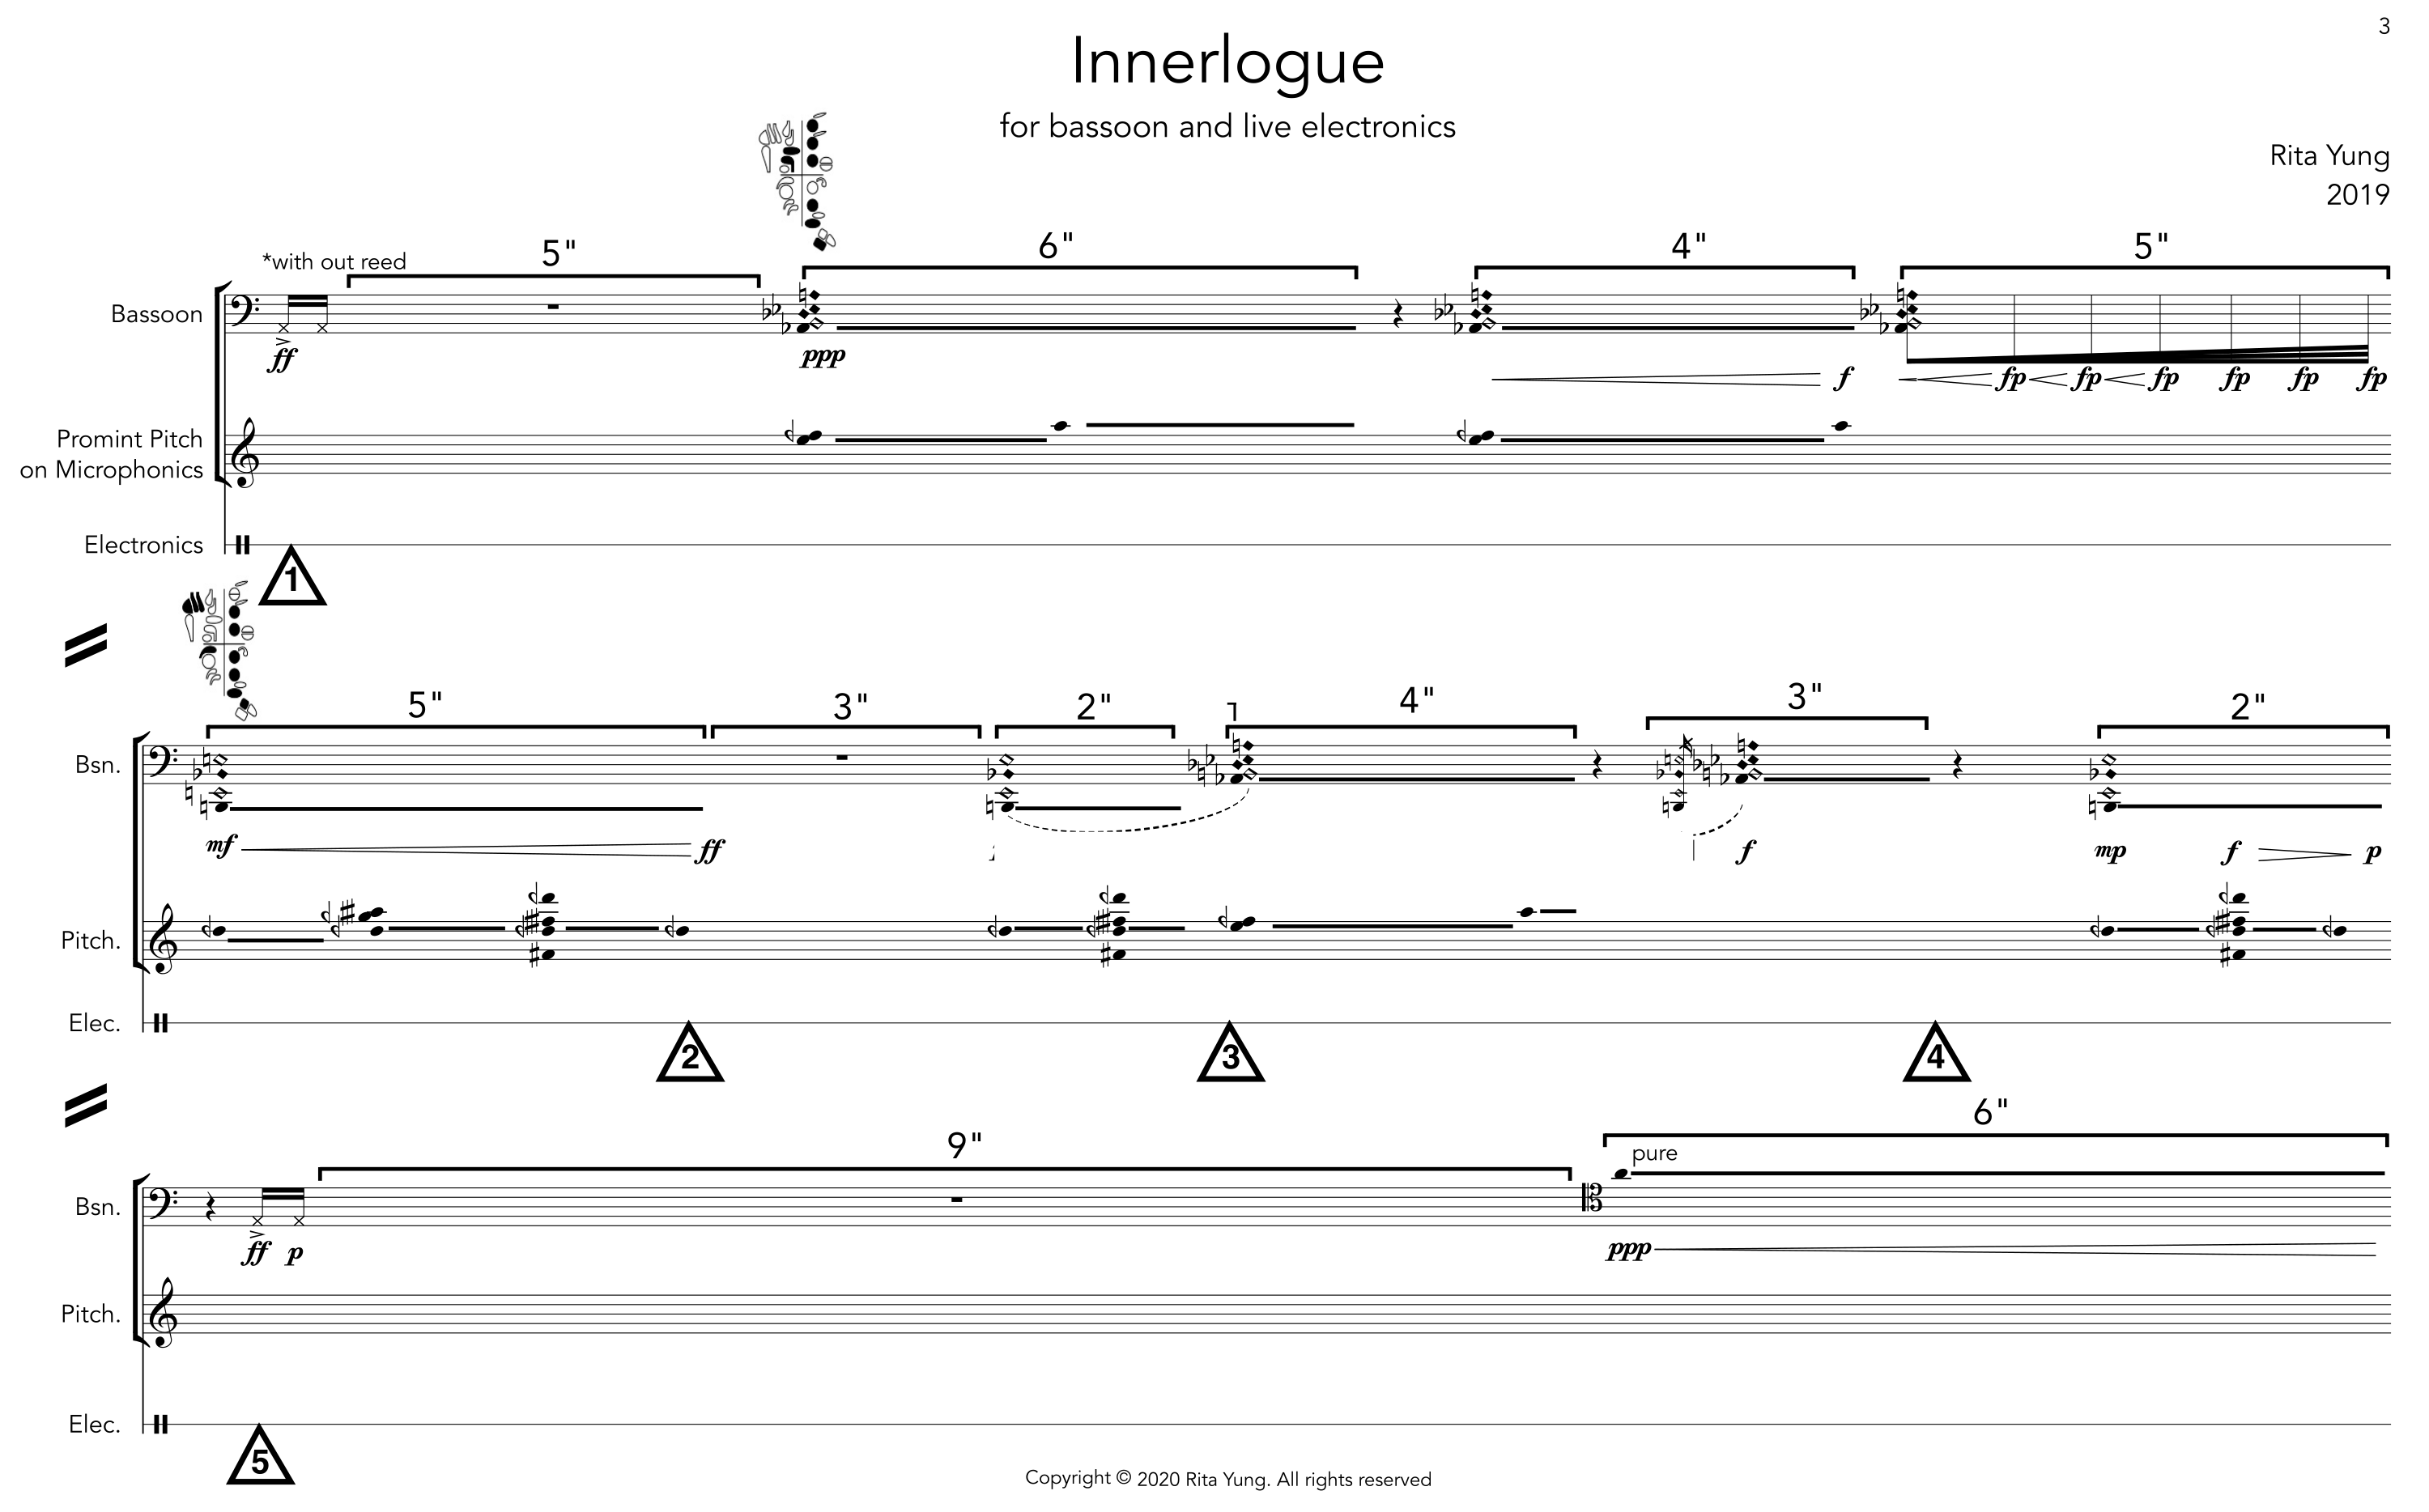 3
Innerlogue
for bassoon and live electronics
Rita Yung
2019
*with out reed
5"
6"
4"
5"
Bassoon
ff
ppp
f
fp fp fp fp fp fp
Promint Pitch
on Microphonics
Electronics
1
5"
3"
2"
4"
3"
2"
Bsn.
mf
ff
f
mp
f
p
Pitch.
Elec.
2
3
4
9"
6"
pure
Bsn.
ff p
ppp
Pitch.
Elec.
5
Copyright © 2020 Rita Yung. All rights reserved